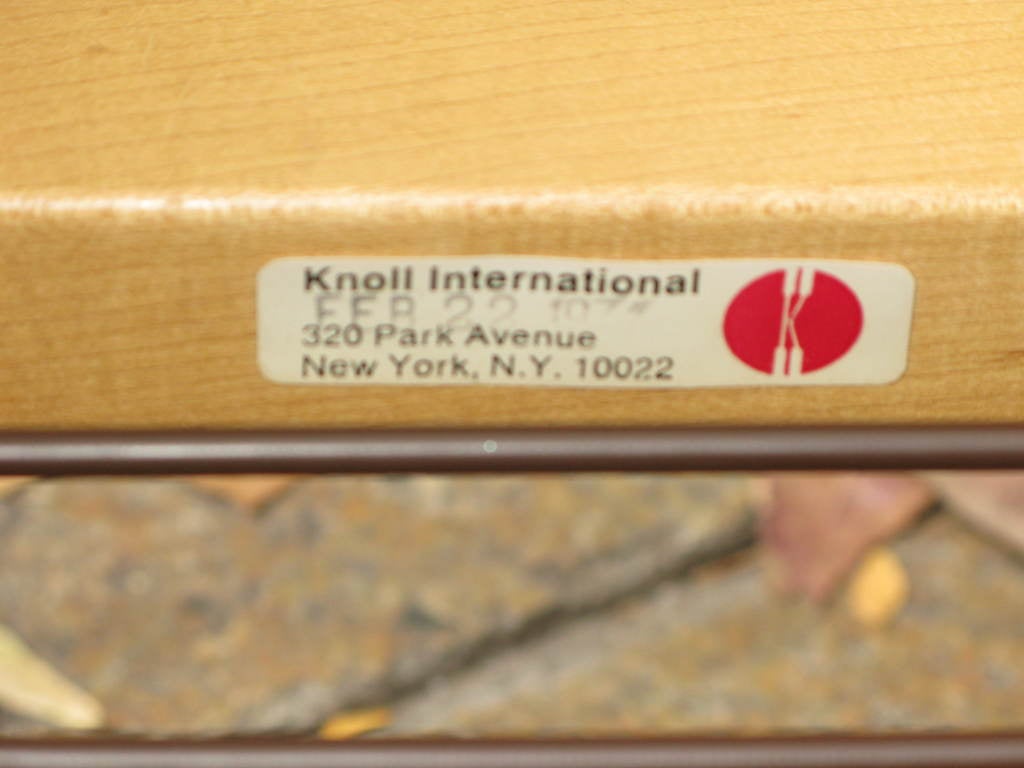 Knoll International
FEB 22
320 Park Avenue
New York, N.Y. 10022